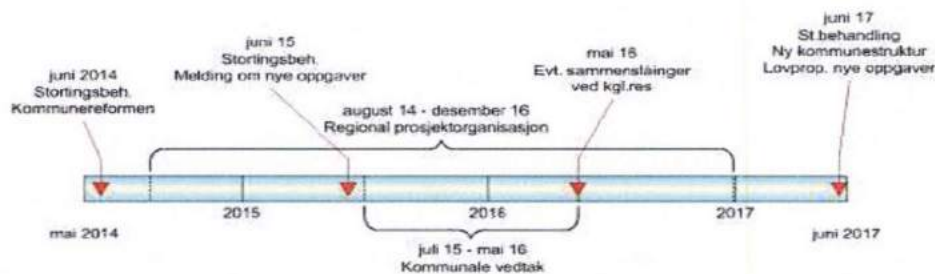 juni 2014
Stortingsbeh.
Kommunereformen
juni 15
Stortingsbeh.
Melding om nye oppgaver
august 14 - desember 16
Regional prosjektorganisasjon
mai 16
Evt. sammenslåinger
ved kgl.res
juni 17
St.behandling
Ny kommunestruktur
Lovprop. nye oppgaver
2015
2016
2017
mai 2014
juni 2017
juli 15 - mai 16
Kommunale vedtak